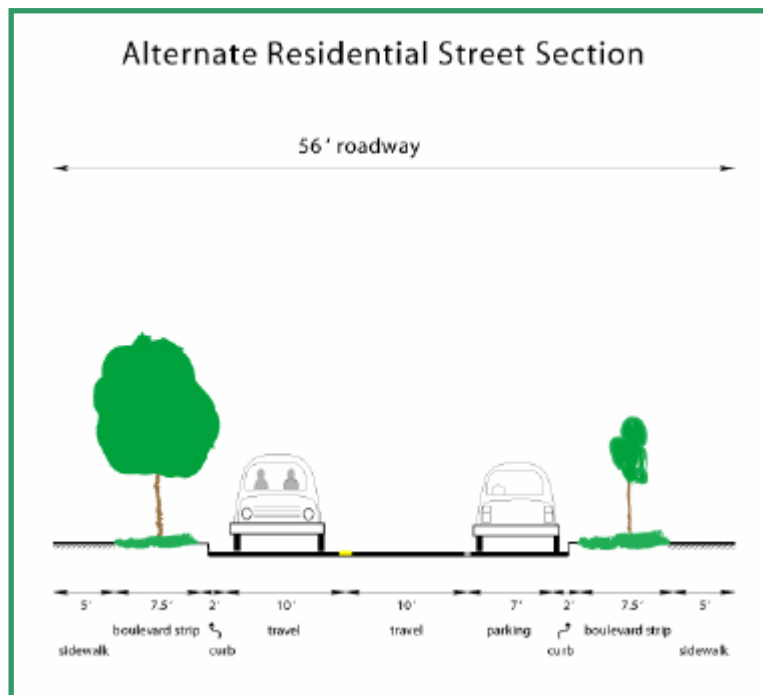 Alternate Residential Street Section
56' roadway
5' 7.5' 2' 10' 10' 7' 2' 7.5' 5'
boulevard strip travel travel parking boulevard strip
sidewalk curb curb sidewalk